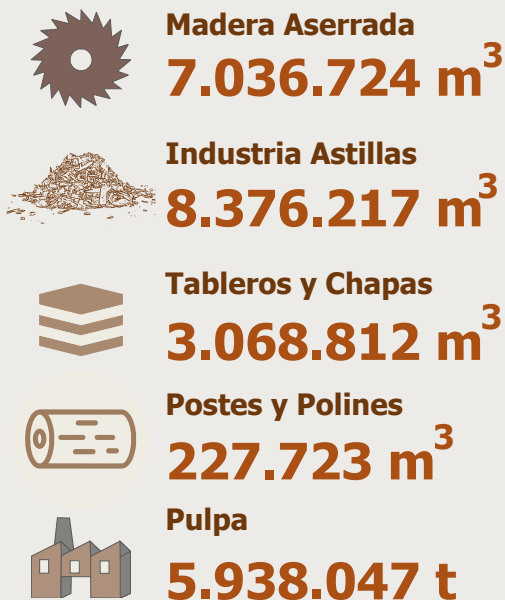 Madera Aserrada
7.036.724 m³
Industria Astillas
8.376.217 m³
Tableros y Chapas
3.068.812 m³
Postes y Polines
227.723 m³
Pulpa
5.938.047 t